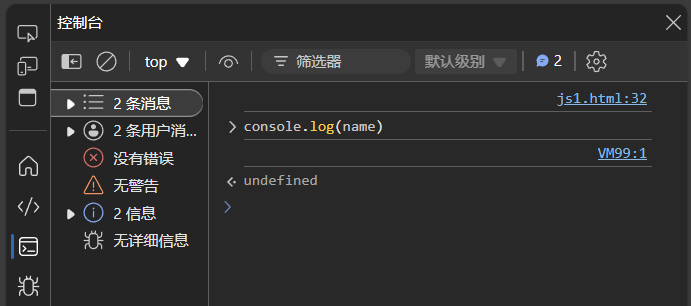 控制台
top
筛选器
默认级别
2
2 条消息
js1.html:32
2 条用户消...
console.log(name)
没有错误
VM99:1
无警告
undefined
2 信息
无详细信息